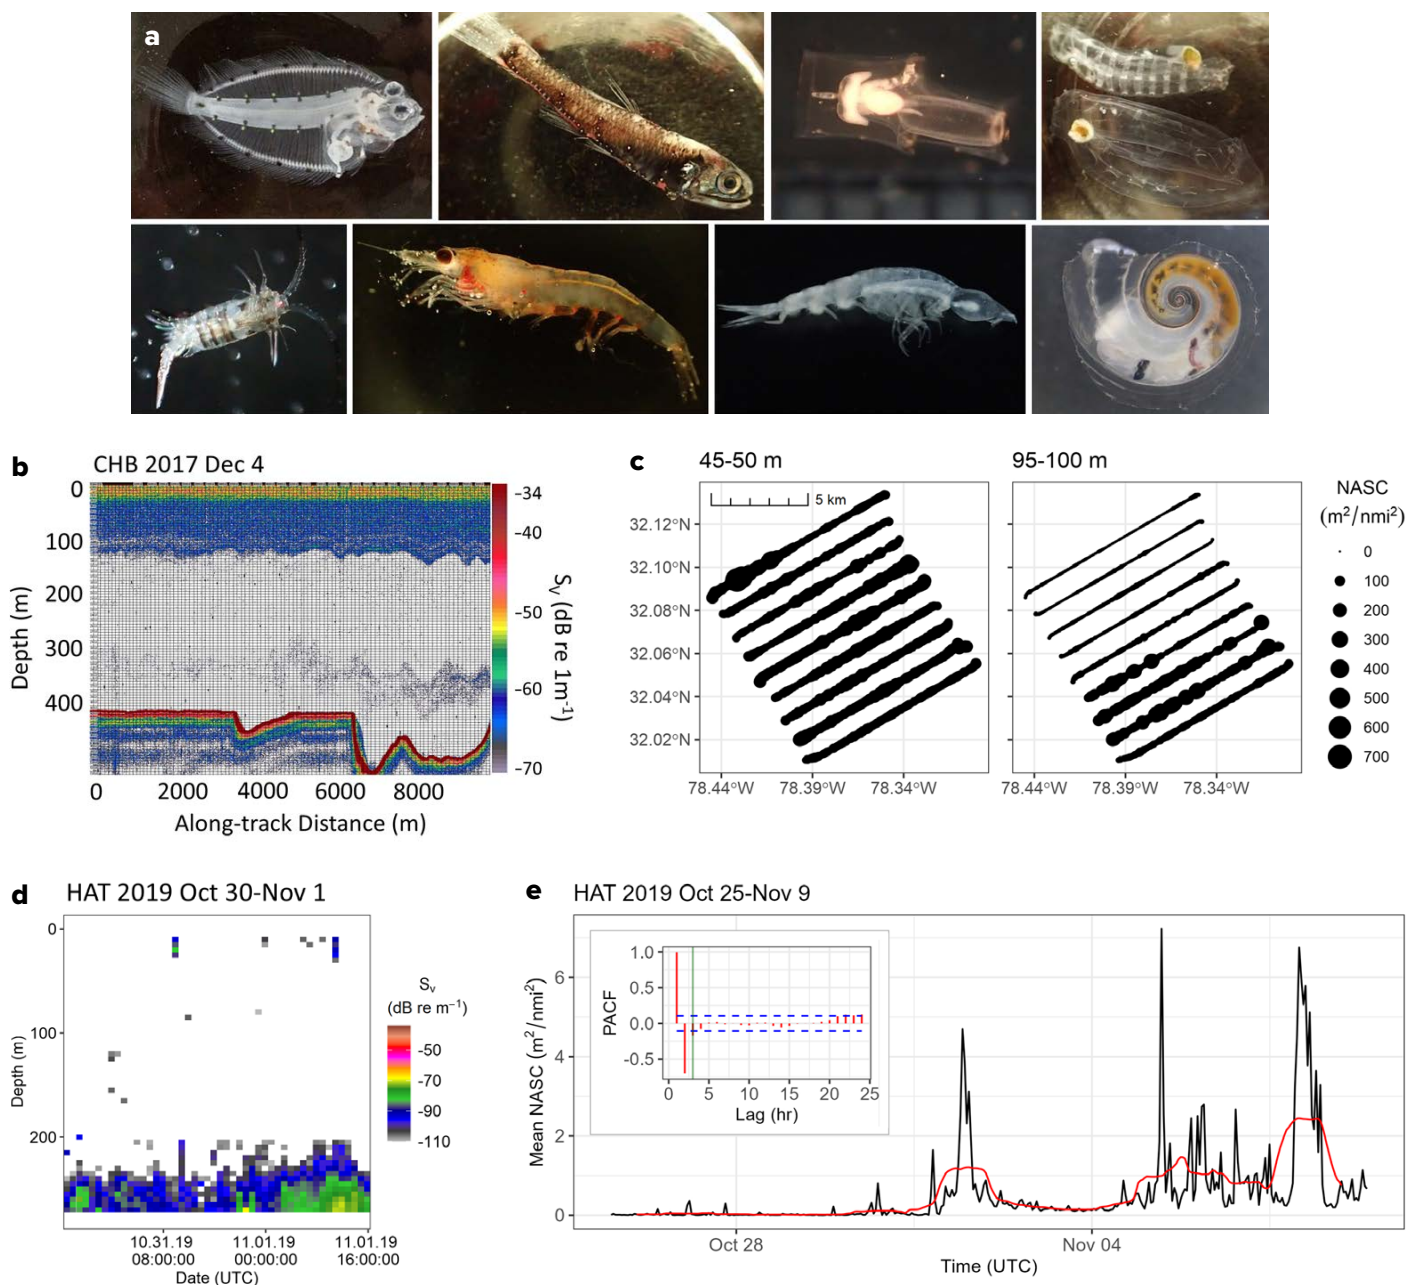 a
b
CHB 2017 Dec 4
0
100
200
300
400
Depth (m)
0
2000
4000
6000
8000
Along-track Distance (m)
−34
−40
−50
−60
−70
Sv (dB re 1m⁻¹)
c
45-50 m
95-100 m
5 km
32.12°N
32.10°N
32.08°N
32.06°N
32.04°N
32.02°N
78.44°W
78.39°W
78.34°W
78.44°W
78.39°W
78.34°W
NASC
(m²/nmi²)
0
100
200
300
400
500
600
700
d
HAT 2019 Oct 30-Nov 1
0
100
200
Depth (m)
10.31.19
08:00:00
11.01.19
00:00:00
11.01.19
16:00:00
Date (UTC)
Sv
(dB re m⁻¹)
-50
-70
-90
-110
e
HAT 2019 Oct 25-Nov 9
6
4
2
0
Mean NASC (m²/nmi²)
1.0
0.5
0.0
-0.5
PACF
0
5
10
15
20
25
Lag (hr)
Oct 28
Nov 04
Time (UTC)